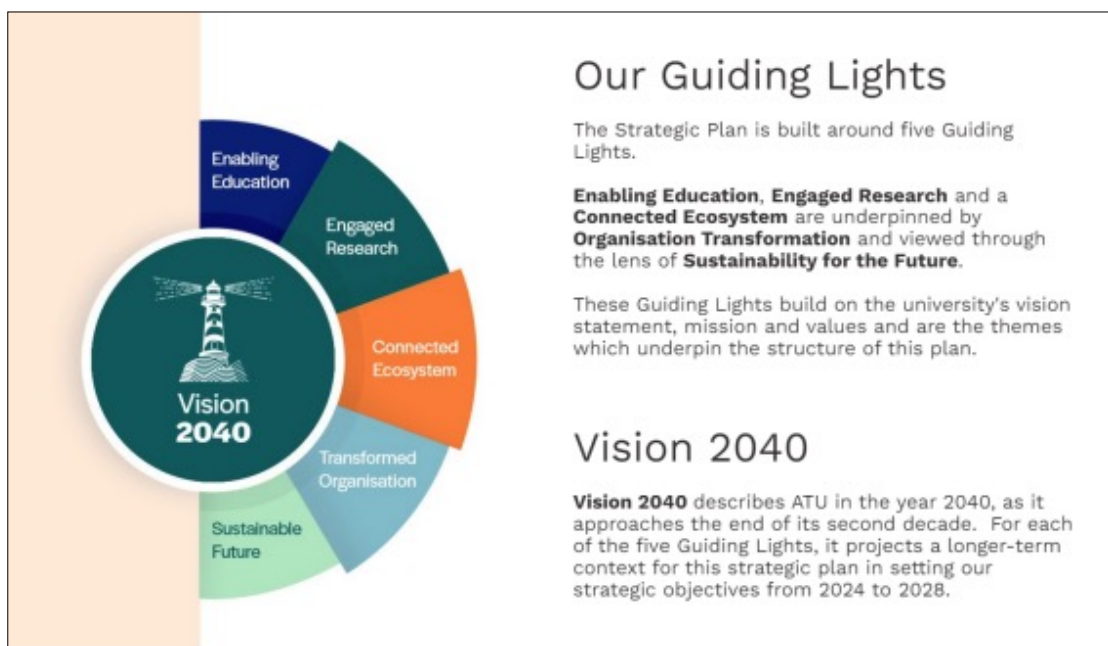 Enabling
Education
Engaged
Research
Connected
Ecosystem
Transformed
Organisation
Sustainable
Future
Vision
2040
Our Guiding Lights
The Strategic Plan is built around five Guiding
Lights.
Enabling Education, Engaged Research and a
Connected Ecosystem are underpinned by
Organisation Transformation and viewed through
the lens of Sustainability for the Future.
These Guiding Lights build on the university's vision
statement, mission and values and are the themes
which underpin the structure of this plan.
Vision 2040
Vision 2040 describes ATU in the year 2040, as it
approaches the end of its second decade. For each
of the five Guiding Lights, it projects a longer-term
context for this strategic plan in setting our
strategic objectives from 2024 to 2028.